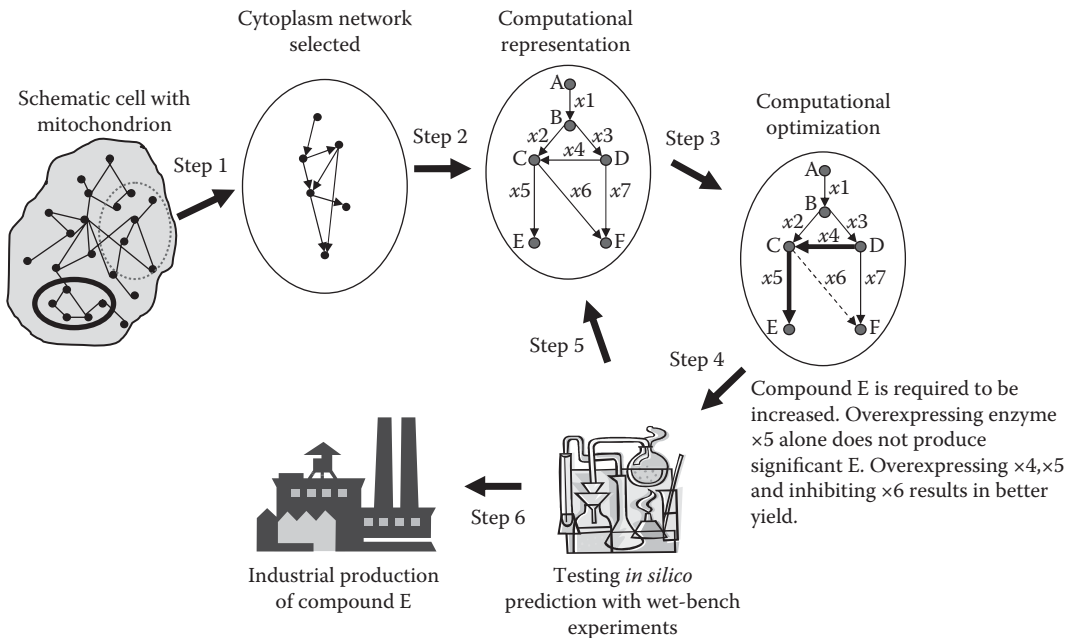 Schematic cell with
mitochondrion
Step 1
Cytoplasm network
selected
Step 2
Computational
representation
A
x1
B
x2
x3
C
x4
D
x5
x6
x7
E
F
Step 3
Computational
optimization
A
x1
B
x2
x3
C
x4
D
x5
x6
x7
E
F
Step 4
Compound E is required to be
increased. Overexpressing enzyme
×5 alone does not produce
significant E. Overexpressing ×4,×5
and inhibiting ×6 results in better
yield.
Step 5
Testing in silico
prediction with wet-bench
experiments
Step 6
Industrial production
of compound E